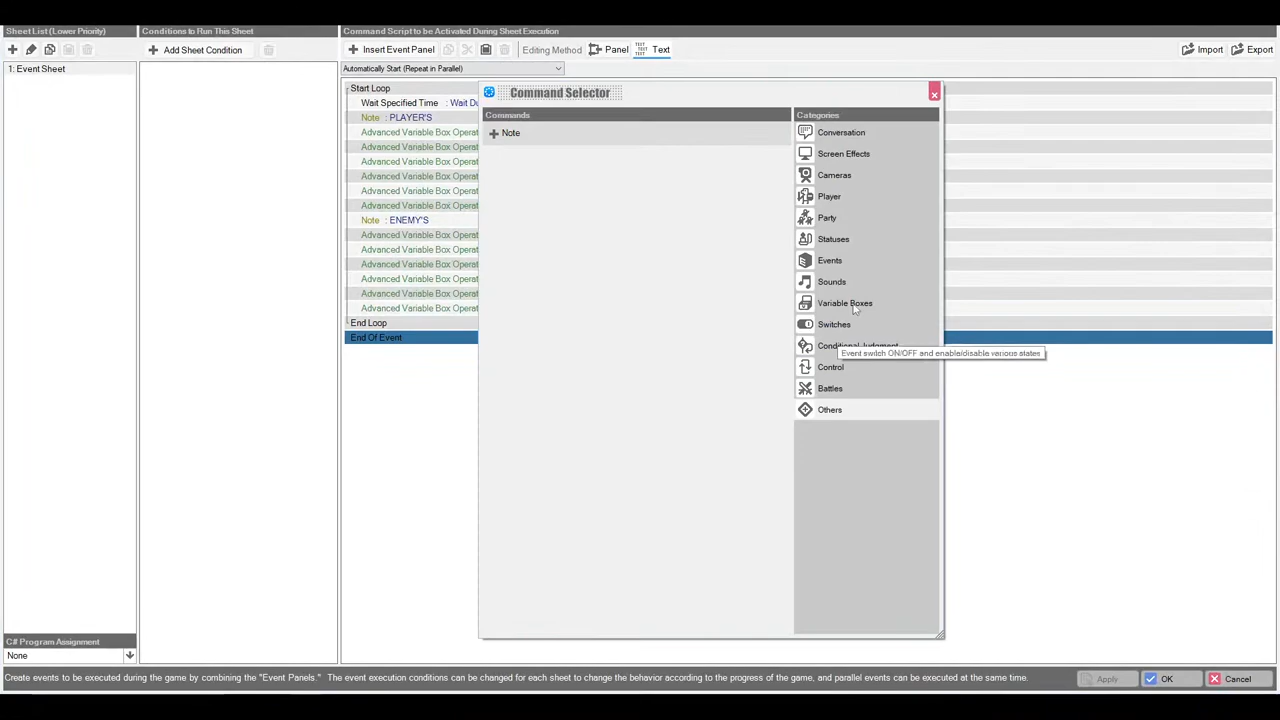 Sheet List (Lower Priority)
Conditions to Run This Sheet
Command Script to be Activated During Sheet Execution
Add Sheet Condition
Insert Event Panel
Editing Method
Panel
Text
Import
Export
1: Event Sheet
Automatically Start (Repeat in Parallel)
Start Loop
Wait Specified Time : Wait Du
Note : PLAYER'S
Advanced Variable Box Operat
Advanced Variable Box Operat
Advanced Variable Box Operat
Advanced Variable Box Operat
Advanced Variable Box Operat
Advanced Variable Box Operat
Note : ENEMY'S
Advanced Variable Box Operat
Advanced Variable Box Operat
Advanced Variable Box Operat
Advanced Variable Box Operat
Advanced Variable Box Operat
Advanced Variable Box Operat
End Loop
End Of Event
Command Selector
Commands
Note
Categories
Conversation
Screen Effects
Cameras
Player
Party
Statuses
Events
Sounds
Variable Boxes
Switches
Conditional Judgment
Event switch ON/OFF and enable/disable various states
Control
Battles
Others
C# Program Assignment
None
Create events to be executed during the game by combining the "Event Panels." The event execution conditions can be changed for each sheet to change the behavior according to the progress of the game, and parallel events can be executed at the same time.
Apply
OK
Cancel